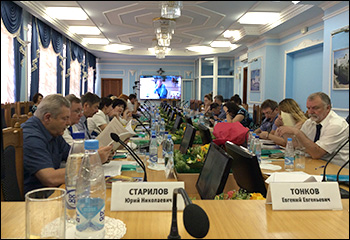 СТАРИЛОВ
Юрий Николаевич
ТОНКОВ
Евгений Евгеньевич